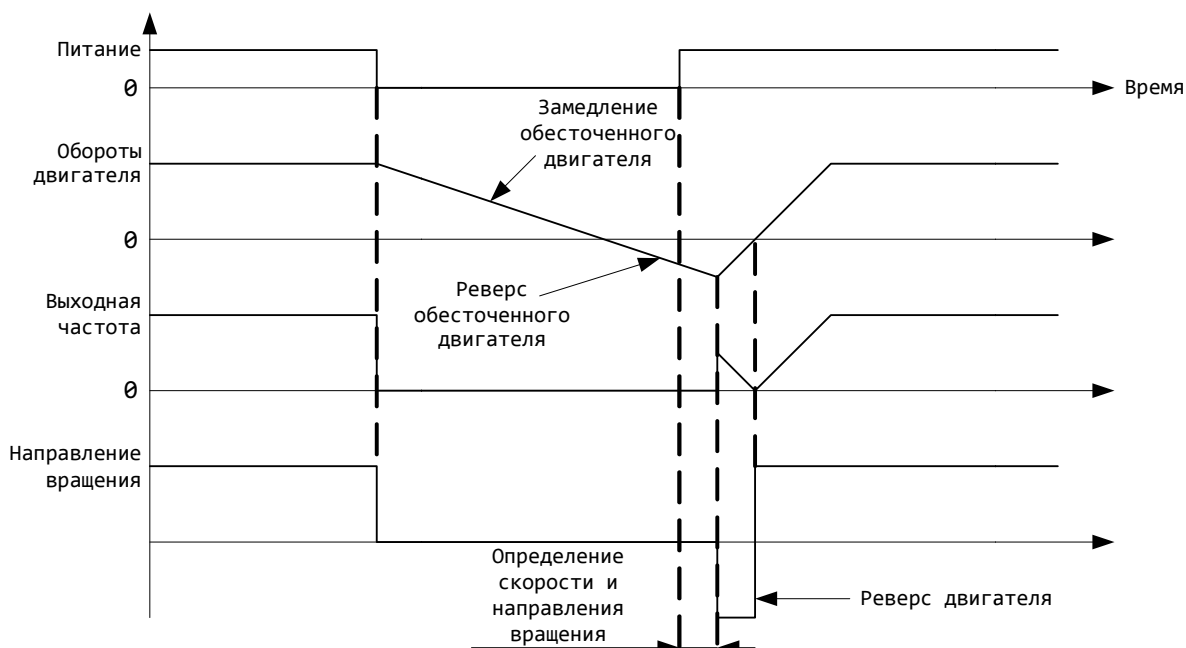 Питание
0
Время
Замедление
обесточенного
двигателя
Обороты
двигателя
0
Реверс
обесточенного
двигателя
Выходная
частота
0
Направление
вращения
Определение
скорости и
направления
вращения
Реверс двигателя